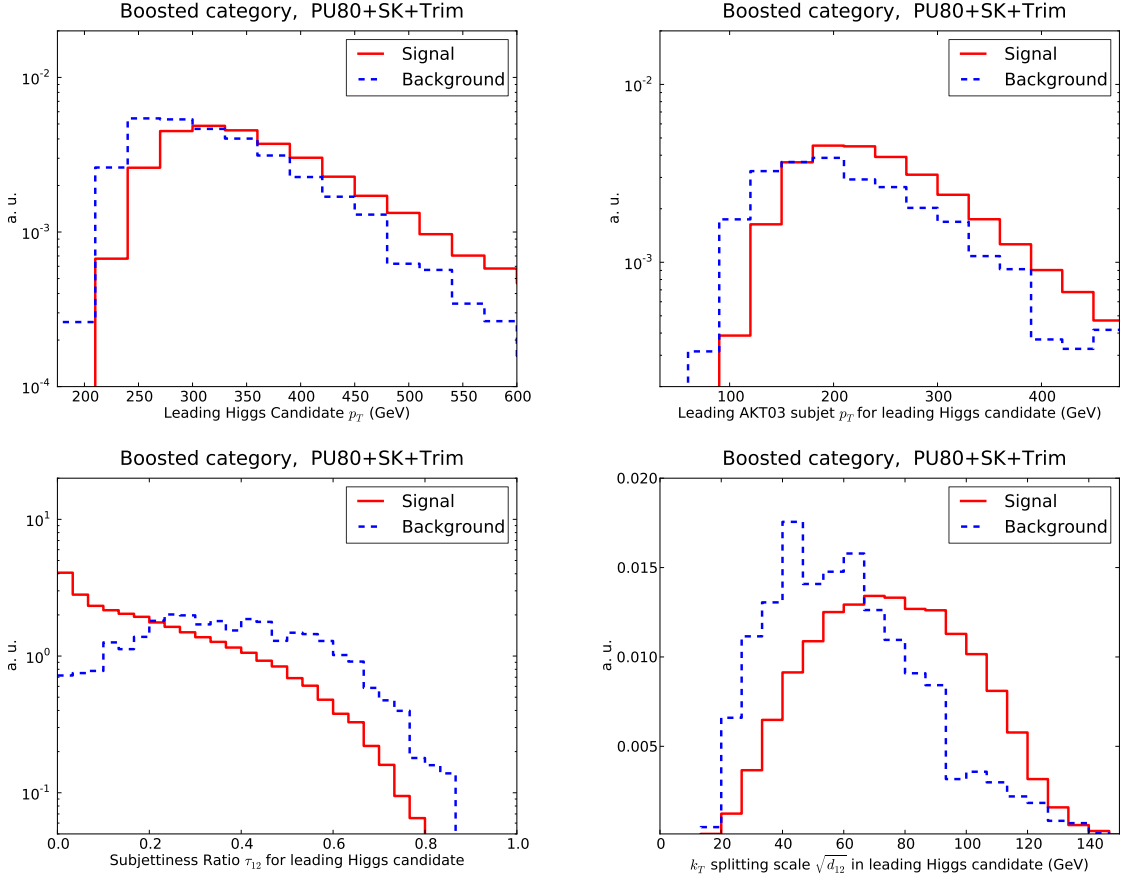 Boosted category, PU80+SK+Trim
Signal
Background
10^{-2}
10^{-3}
10^{-4}
a. u.
200 250 300 350 400 450 500 550 600
Leading Higgs Candidate p_T (GeV)
Boosted category, PU80+SK+Trim
Signal
Background
10^{-2}
10^{-3}
a. u.
100 200 300 400
Leading AKT03 subjet p_T for leading Higgs candidate (GeV)
Boosted category, PU80+SK+Trim
Signal
Background
10^1
10^0
10^{-1}
a. u.
0.0 0.2 0.4 0.6 0.8 1.0
Subjettiness Ratio τ_{12} for leading Higgs candidate
Boosted category, PU80+SK+Trim
Signal
Background
0.020
0.015
0.010
0.005
a. u.
0 20 40 60 80 100 120 140
k_T splitting scale √d_{12} in leading Higgs candidate (GeV)